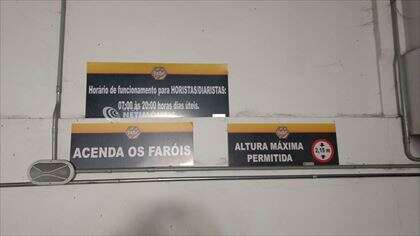 Horário de funcionamento para HORISTAS/DIARISTAS:
07:00 às 20:00 horas dias úteis.
ACENDA OS FARÓIS
ALTURA MÁXIMA
PERMITIDA
2,15 m